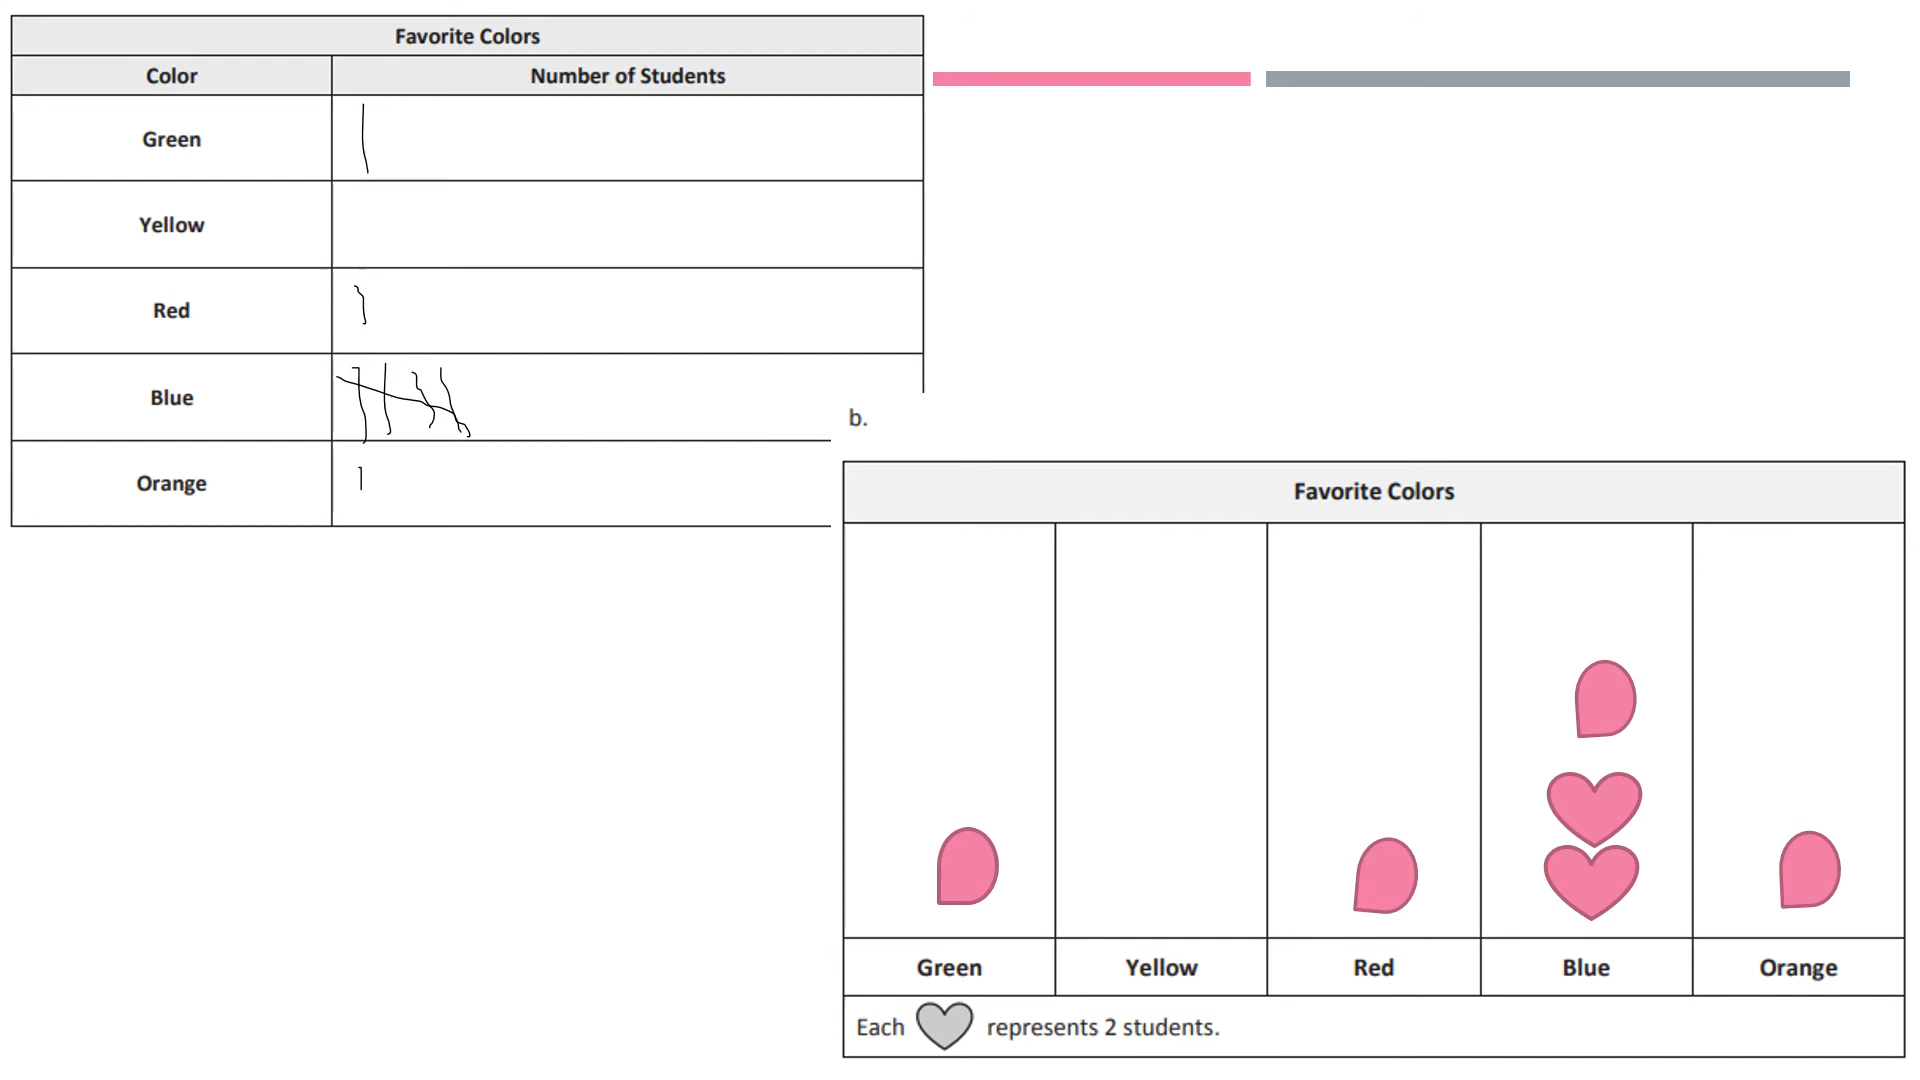 Favorite Colors
Color Number of Students
Green
Yellow
Red
Blue
Orange
b.
Favorite Colors
Green Yellow Red Blue Orange
Each represents 2 students.